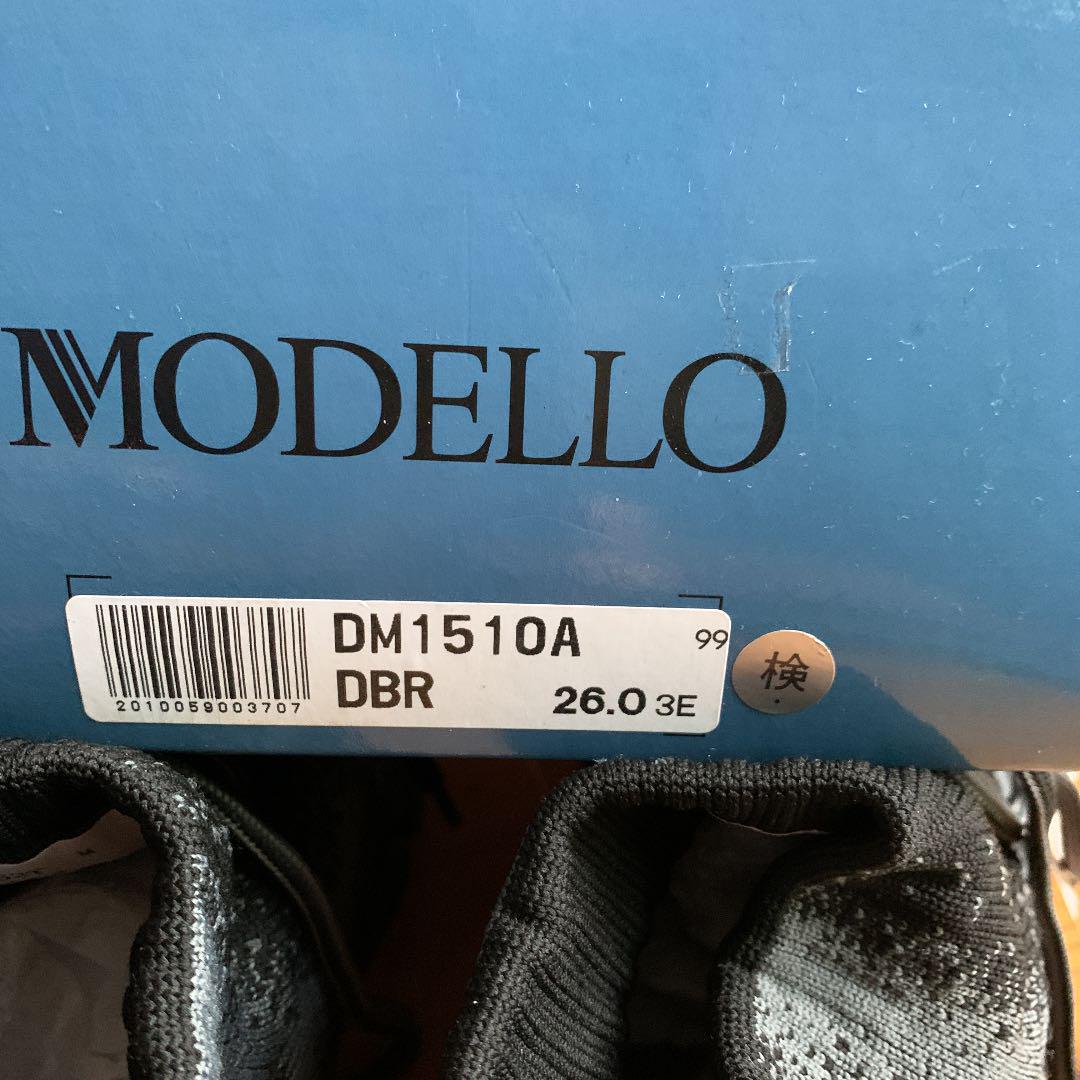 MODELLO
DM1510A
99
DBR
26.0 3E
2010059003707
検